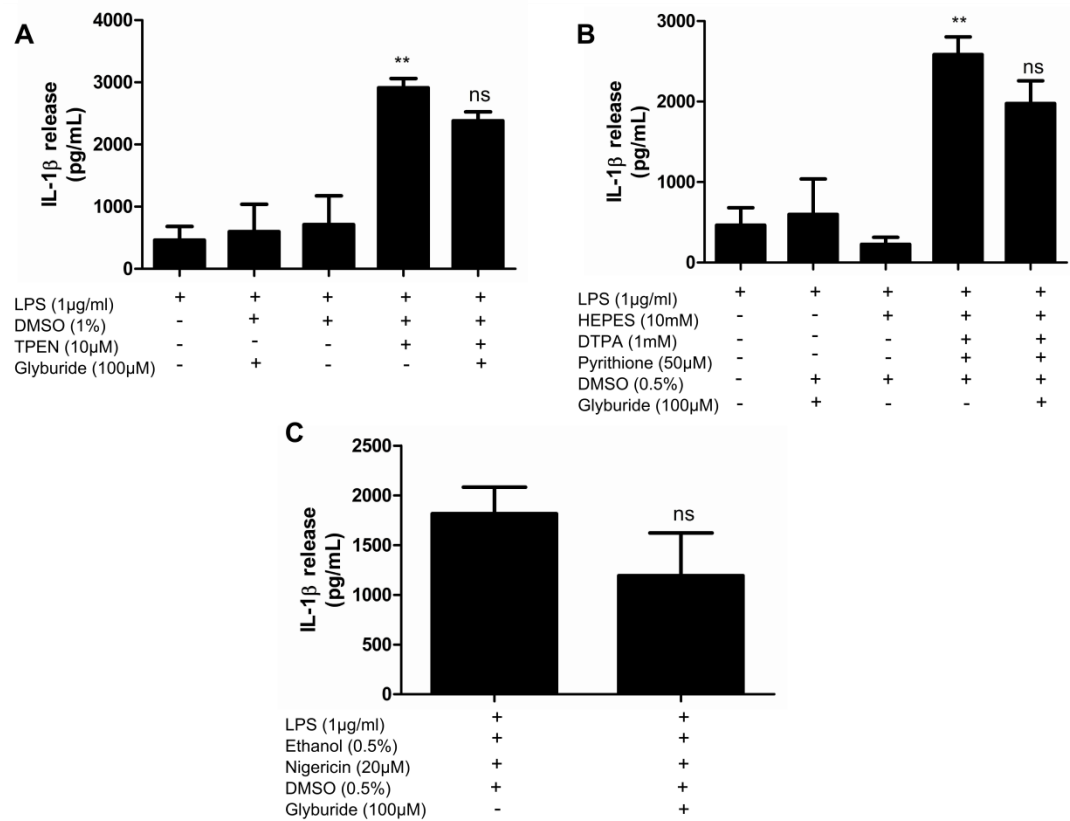 A
IL-1β release
(pg/mL)
4000
3000
2000
1000
0
**
ns
LPS (1µg/ml) + + + + +
DMSO (1%) - + + + +
TPEN (10µM) - - - + +
Glyburide (100µM) - + - - +
B
IL-1β release
(pg/mL)
3000
2000
1000
0
**
ns
LPS (1µg/ml) + + + + +
HEPES (10mM) - - + + +
DTPA (1mM) - - - + +
Pyrithione (50µM) - - - + +
DMSO (0.5%) - + + + +
Glyburide (100µM) - + - - +
C
IL-1β release
(pg/mL)
2500
2000
1500
1000
500
0
ns
LPS (1µg/ml) + +
Ethanol (0.5%) + +
Nigericin (20µM) + +
DMSO (0.5%) + +
Glyburide (100µM) - +